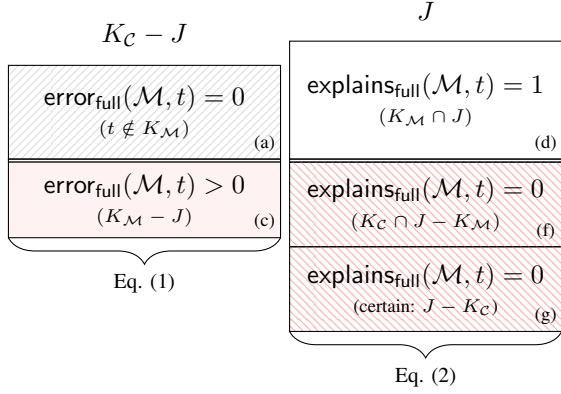 K_𝒞 − J
error_full(ℳ, t) = 0
(t ∉ K_ℳ)
(a)
error_full(ℳ, t) > 0
(K_ℳ − J)
(c)
Eq. (1)
J
explains_full(ℳ, t) = 1
(K_ℳ ∩ J)
(d)
explains_full(ℳ, t) = 0
(K_𝒞 ∩ J − K_ℳ)
(f)
explains_full(ℳ, t) = 0
(certain: J − K_𝒞)
(g)
Eq. (2)